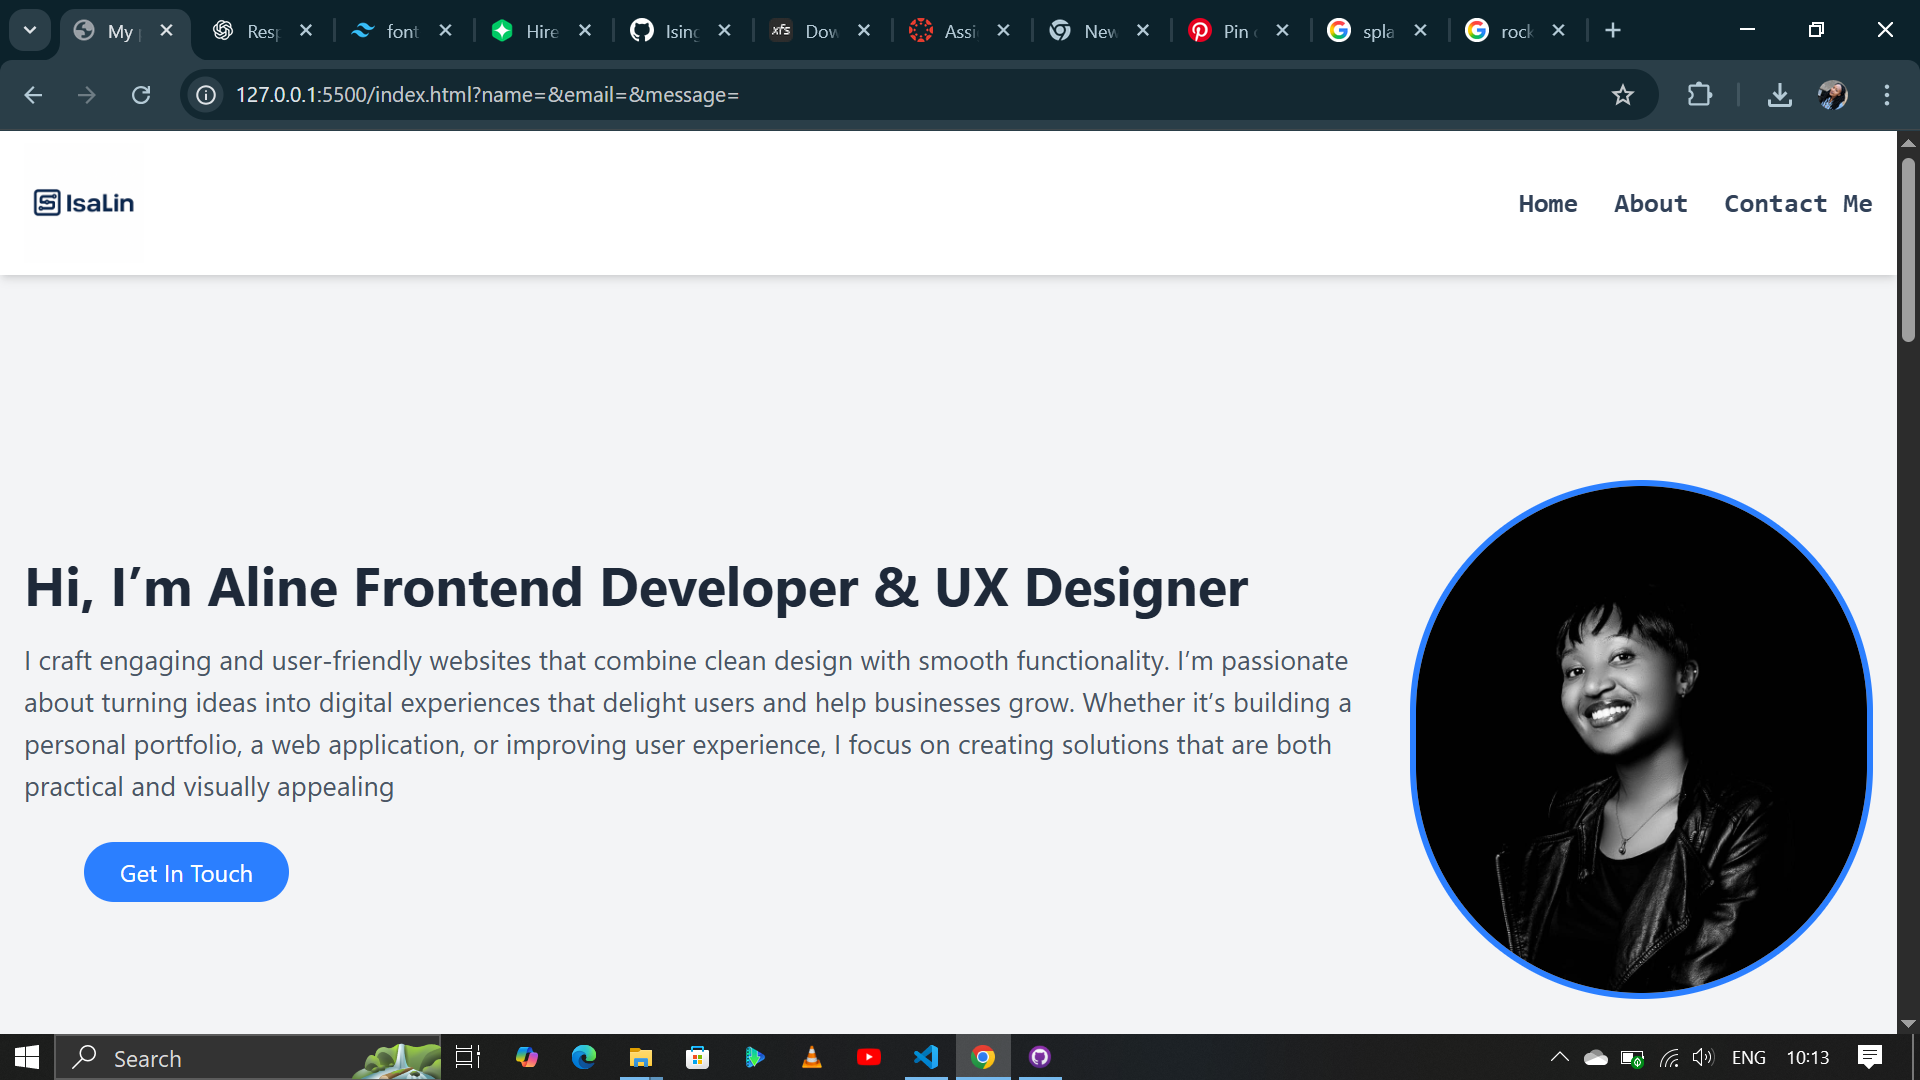 My
Resp
font
Hire
Ising
Dow
Assi
New
Pin
spla
rock
127.0.0.1:5500/index.html?name=&email=&message=
IsaLin
Home
About
Contact Me
Hi, I’m Aline Frontend Developer & UX Designer
I craft engaging and user-friendly websites that combine clean design with smooth functionality. I’m passionate
about turning ideas into digital experiences that delight users and help businesses grow. Whether it’s building a
personal portfolio, a web application, or improving user experience, I focus on creating solutions that are both
practical and visually appealing
Get In Touch
Search
ENG
10:13